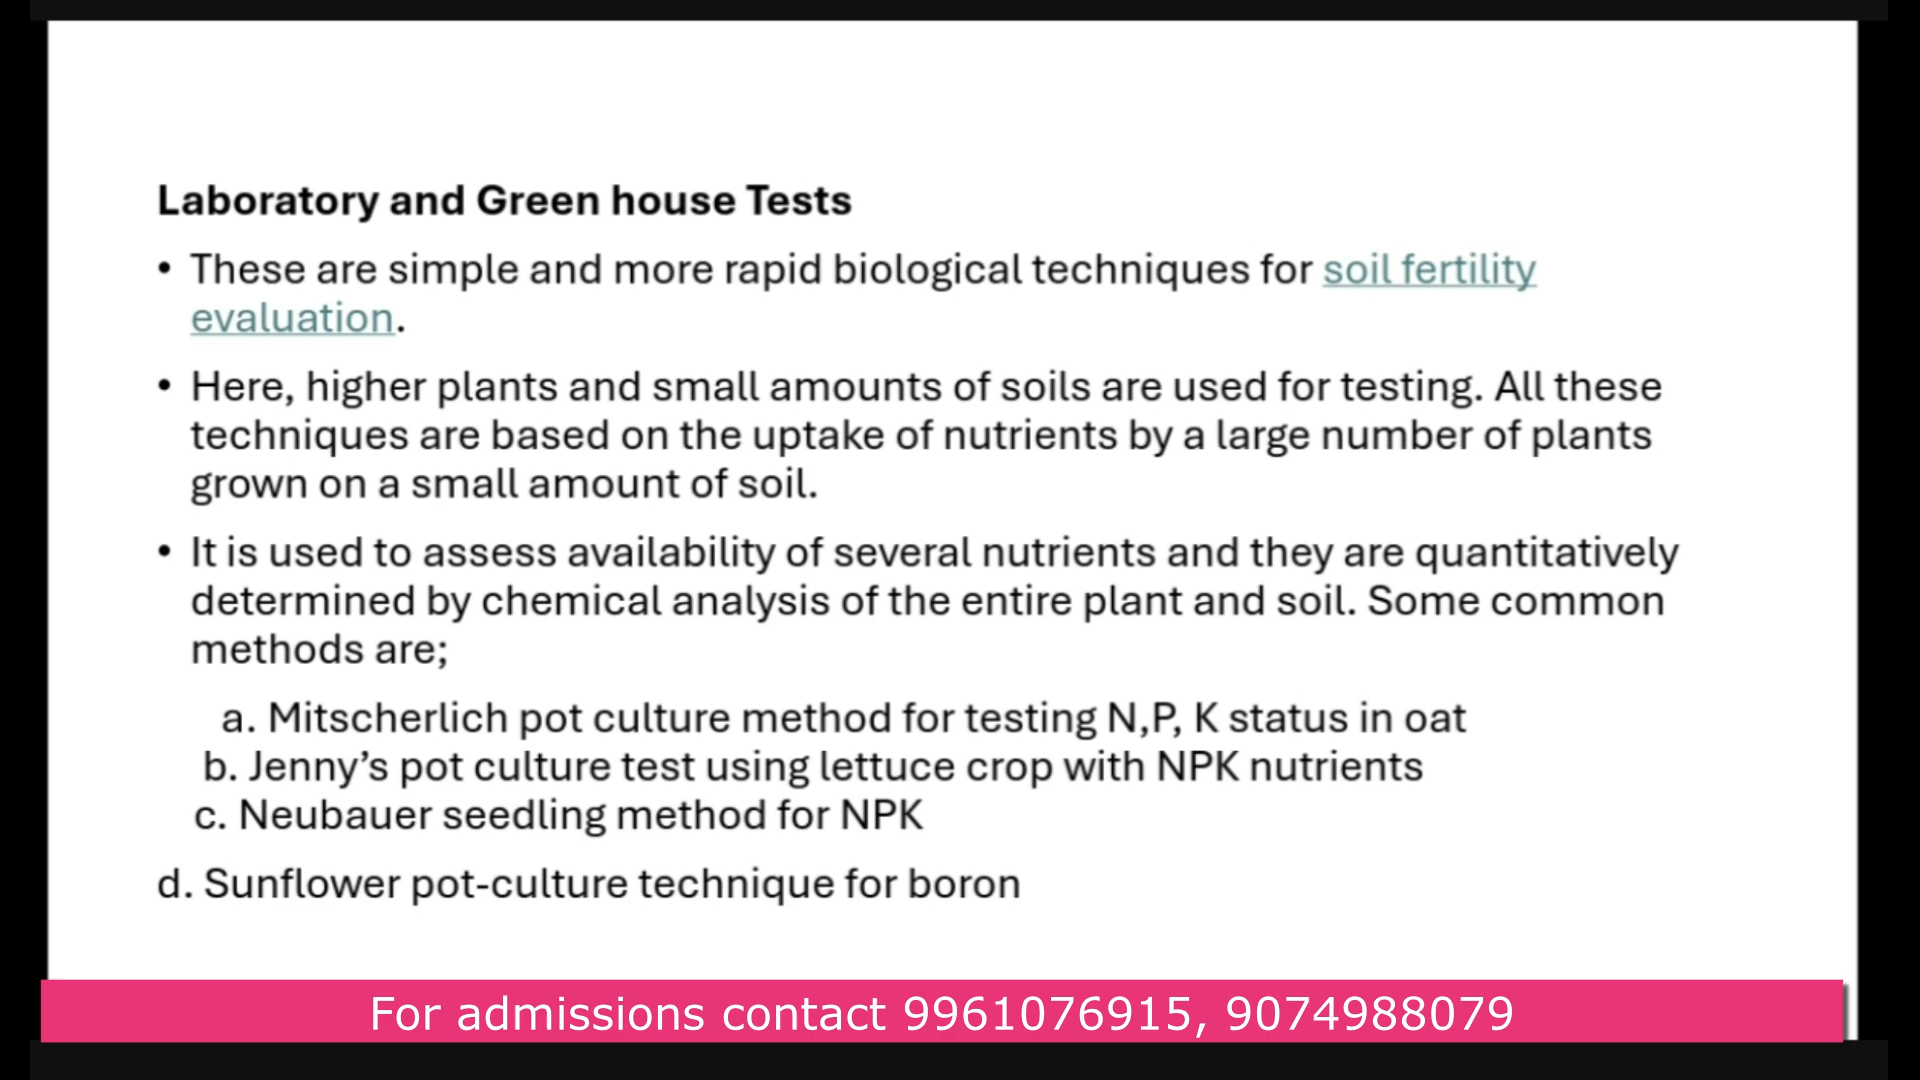 Laboratory and Green house Tests
• These are simple and more rapid biological techniques for soil fertility
evaluation.
• Here, higher plants and small amounts of soils are used for testing. All these
techniques are based on the uptake of nutrients by a large number of plants
grown on a small amount of soil.
• It is used to assess availability of several nutrients and they are quantitatively
determined by chemical analysis of the entire plant and soil. Some common
methods are;
a. Mitscherlich pot culture method for testing N,P, K status in oat
b. Jenny’s pot culture test using lettuce crop with NPK nutrients
c. Neubauer seedling method for NPK
d. Sunflower pot-culture technique for boron
For admissions contact 9961076915, 9074988079